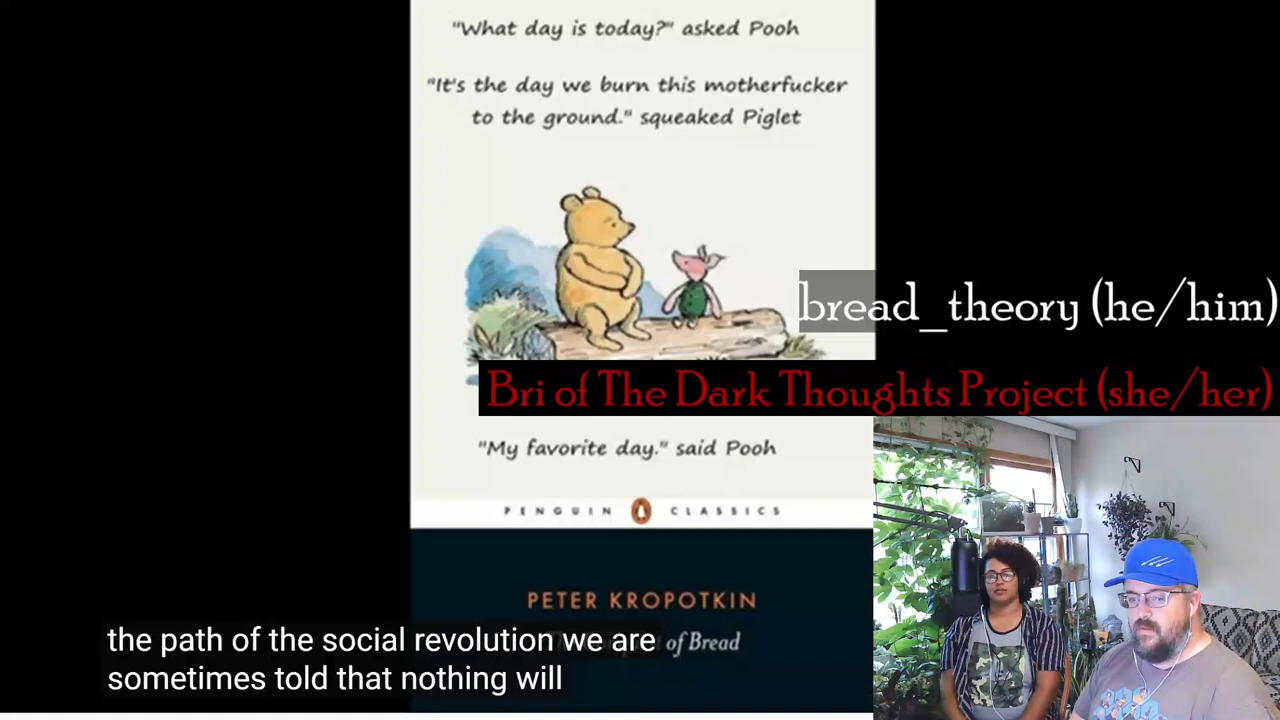 "What day is today?" asked Pooh
"It's the day we burn this motherfucker
to the ground." squeaked Piglet
bread_theory (he/him)
Bri of The Dark Thoughts Project (she/her)
"My favorite day." said Pooh
PENGUIN CLASSICS
PETER KROPOTKIN
of Bread
the path of the social revolution we are
sometimes told that nothing will